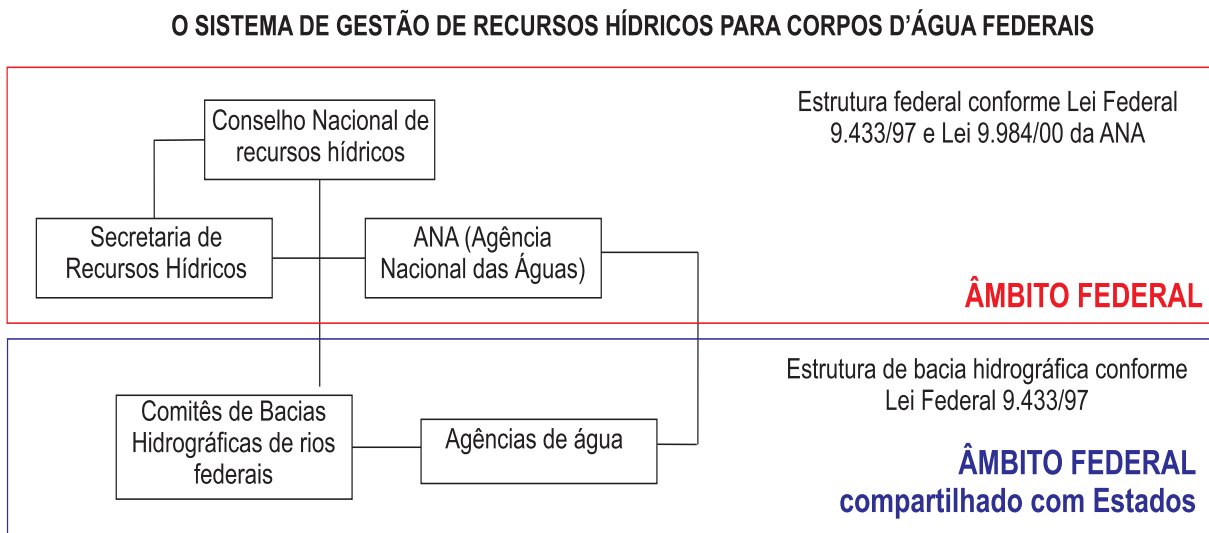 O SISTEMA DE GESTÃO DE RECURSOS HÍDRICOS PARA CORPOS D’ÁGUA FEDERAIS
Estrutura federal conforme Lei Federal
9.433/97 e Lei 9.984/00 da ANA
Conselho Nacional de
recursos hídricos
Secretaria de
Recursos Hídricos
ANA (Agência
Nacional das Águas)
ÂMBITO FEDERAL
Estrutura de bacia hidrográfica conforme
Lei Federal 9.433/97
Comitês de Bacias
Hidrográficas de rios
federais
Agências de água
ÂMBITO FEDERAL
compartilhado com Estados